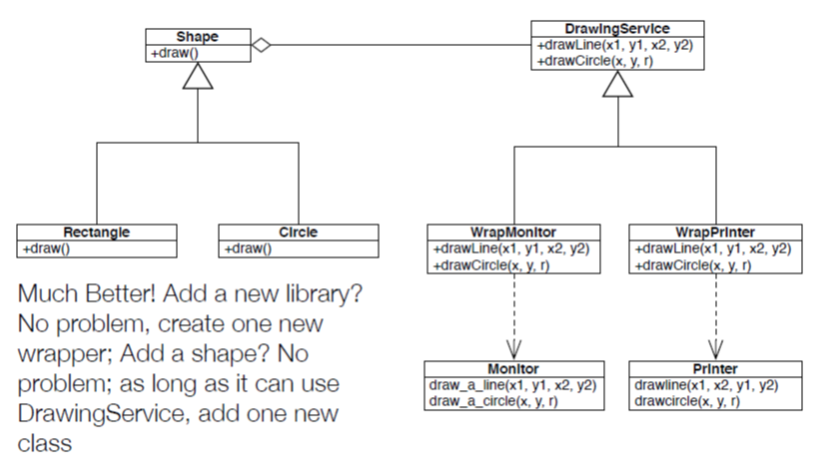 Shape
+draw()
DrawingService
+drawLine(x1, y1, x2, y2)
+drawCircle(x, y, r)
Rectangle
+draw()
Circle
+draw()
WrapMonitor
+drawLine(x1, y1, x2, y2)
+drawCircle(x, y, r)
WrapPrinter
+drawLine(x1, y1, x2, y2)
+drawCircle(x, y, r)
Monitor
draw_a_line(x1, y1, x2, y2)
draw_a_circle(x, y, r)
Printer
drawline(x1, x2, y1, y2)
drawcircle(x, y, r)
Much Better! Add a new library?
No problem, create one new
wrapper; Add a shape? No
problem; as long as it can use
DrawingService, add one new
class